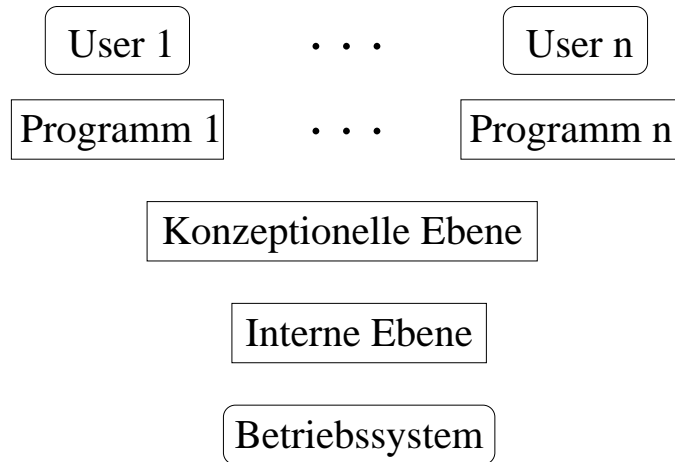 User 1 . . . User n
Programm 1 . . . Programm n
Konzeptionelle Ebene
Interne Ebene
Betriebssystem